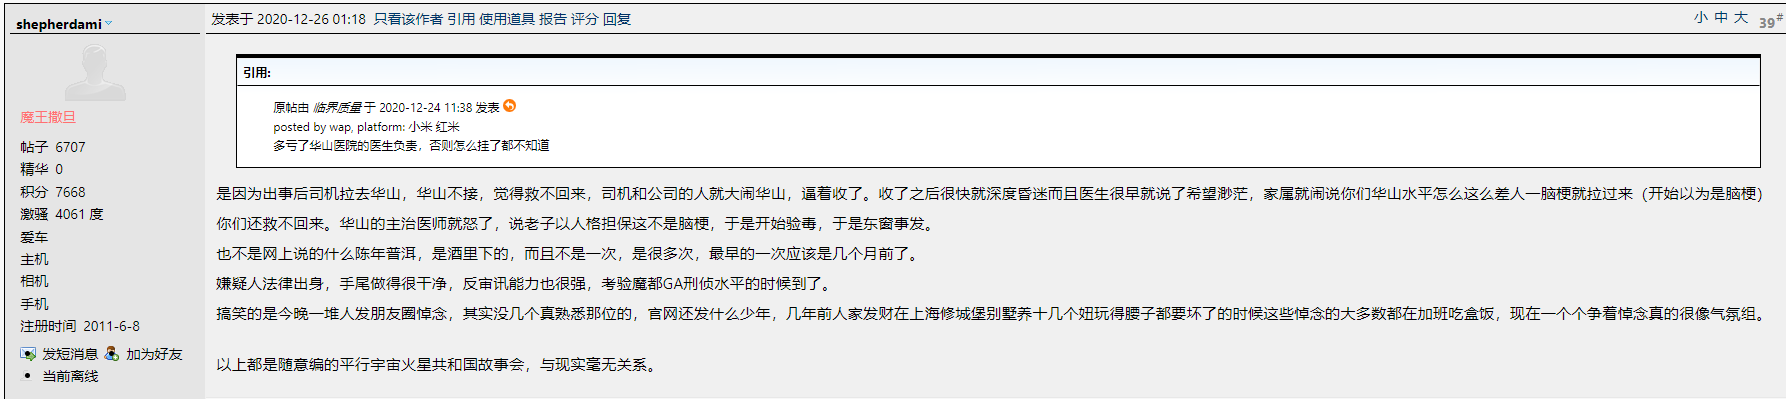 shepherdami
发表于 2020-12-26 01:18 只看该作者 引用 使用道具 报告 评分 回复
小 中 大 39#
魔王撒旦
帖子 6707
精华 0
积分 7668
激骚 4061 度
爱车
主机
相机
手机
注册时间 2011-6-8
发短消息 加为好友
当前离线
引用:
原帖由 临界质量 于 2020-12-24 11:38 发表
posted by wap, platform: 小米 红米
多亏了华山医院的医生负责，否则怎么挂了都不知道
是因为出事后司机拉去华山，华山不接，觉得救不回来，司机和公司的人就大闹华山，逼着收了。收了之后很快就深度昏迷而且医生很早就说了希望渺茫，家属就闹说你们华山水平怎么这么差人一脑梗就拉过来（开始以为是脑梗）
你们还救不回来。华山的主治医师就怒了，说老子以人格担保这不是脑梗，于是开始验毒，于是东窗事发。
也不是网上说的什么陈年普洱，是酒里下的，而且不是一次，是很多次，最早的一次应该是几个月前了。
嫌疑人法律出身，手尾做得很干净，反审讯能力也很强，考验魔都GA刑侦水平的时候到了。
搞笑的是今晚一堆人发朋友圈悼念，其实没几个真熟悉那位的，官网还发什么少年，几年前人家发财在上海修城堡别墅养十几个妞玩得腰子都要坏了的时候这些悼念的大多数都在加班吃盒饭，现在一个个争着悼念真的很像气氛组。
以上都是随意编的平行宇宙火星共和国故事会，与现实毫无关系。